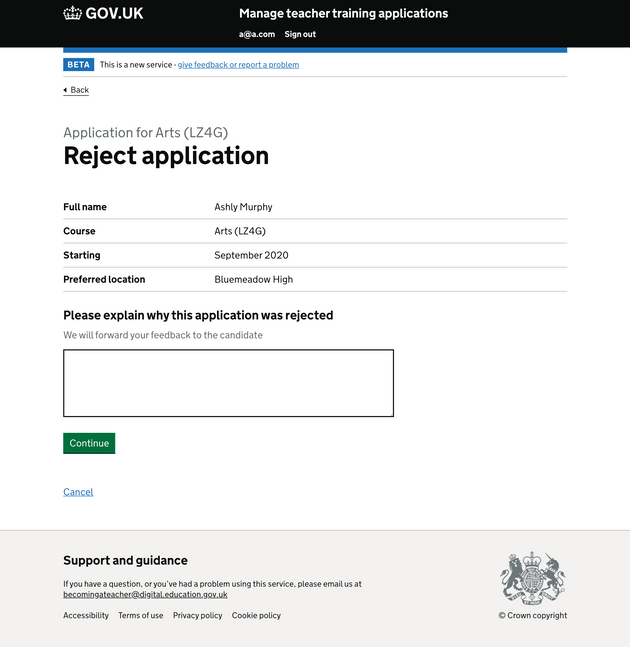 GOV.UK
Manage teacher training applications
a@a.com Sign out
BETA This is a new service - give feedback or report a problem
Back
Application for Arts (LZ4G)
Reject application
Full name Ashly Murphy
Course Arts (LZ4G)
Starting September 2020
Preferred location Bluemeadow High
Please explain why this application was rejected
We will forward your feedback to the candidate
Continue
Cancel
Support and guidance
If you have a question, or you've had a problem using this service, please email us at
becomingateacher@digital.education.gov.uk
Accessibility Terms of use Privacy policy Cookie policy
© Crown copyright